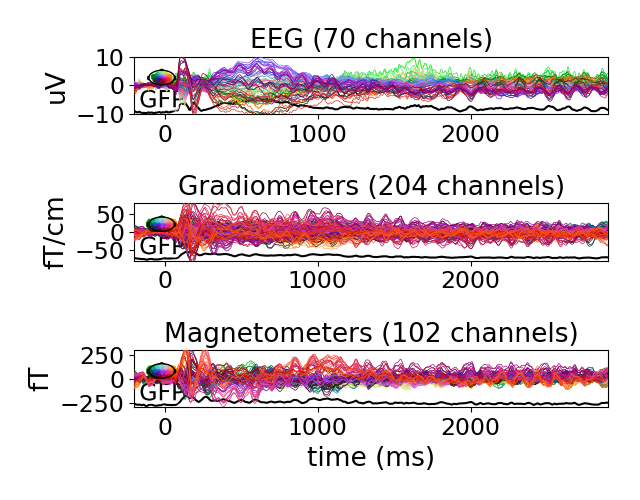 EEG (70 channels)
10
0
−10
uV
GFP
0 1000 2000
Gradiometers (204 channels)
50
0
−50
fT/cm
GFP
0 1000 2000
Magnetometers (102 channels)
250
0
−250
fT
GFP
0 1000 2000
time (ms)